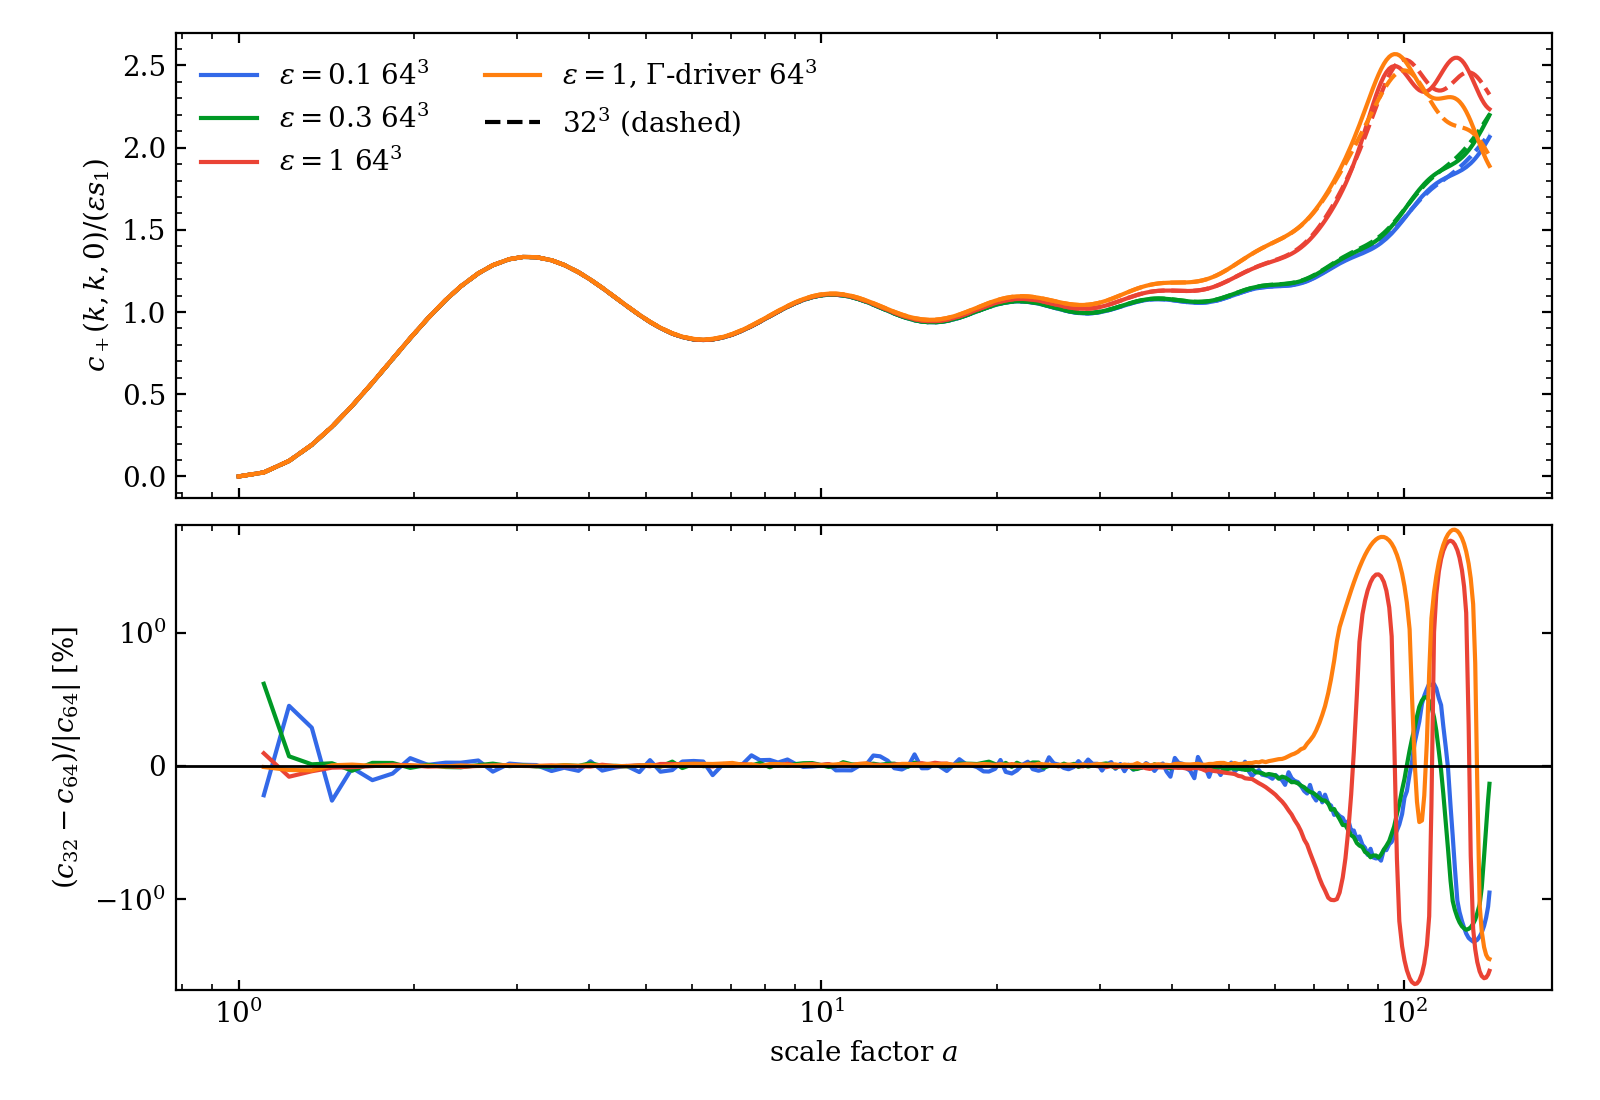 ε = 0.1 64³
ε = 0.3 64³
ε = 1 64³
ε = 1, Γ-driver 64³
32³ (dashed)
c₊(k, k, 0)/(εs₁)
2.5
2.0
1.5
1.0
0.5
0.0
(c₃₂ − c₆₄)/|c₆₄| [%]
10⁰
0
−10⁰
10⁰
10¹
10²
scale factor a